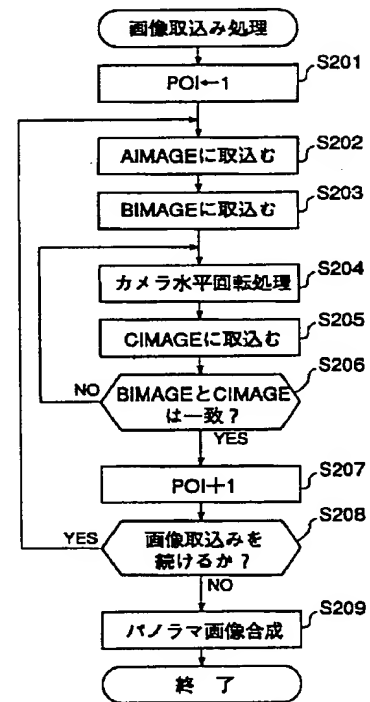 画像取込み処理
S201
POI←1
S202
AIMAGEに取込む
S203
BIMAGEに取込む
S204
カメラ水平回転処理
S205
CIMAGEに取込む
S206
NO
BIMAGEとCIMAGE
は一致？
YES
S207
POI+1
S208
YES
画像取込みを
続けるか？
NO
S209
パノラマ画像合成
終 了